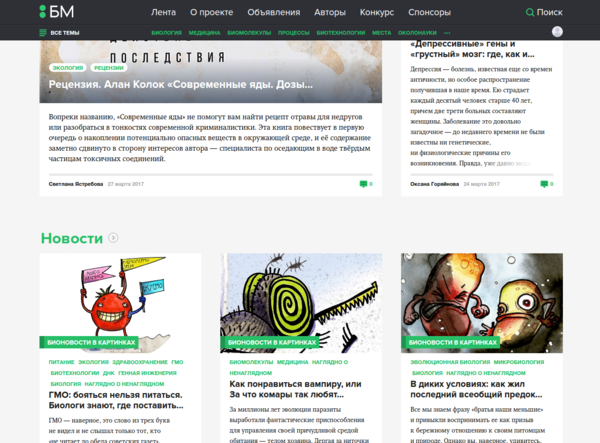 БМ
Лента О проекте Объявления Авторы Конкурс Спонсоры Поиск
ВСЕ ТЕМЫ БИОЛОГИЯ МЕДИЦИНА БИОМОЛЕКУЛЫ ПРОЦЕССЫ БИОТЕХНОЛОГИИ МЕСТА ОКОЛОНАУКИ ...
ПОСЛЕДСТВИЯ
ЭКОЛОГИЯ РЕЦЕНЗИИ
Рецензия. Алан Колок «Современные яды. Дозы...
Вопреки названию, «Современные яды» не помогут вам найти рецепт отравы для недругов
или разобраться в тонкостях современной криминалистики. Эта книга повествует в первую
очередь о накоплении потенциально опасных веществ в окружающей среде, и её содержание
заметно сдвинуто в сторону интересов автора — специалиста по оседающим в воде твёрдым
частицам токсичных соединений.
Светлана Ястребова 27 марта 2017 0
«Депрессивные» гены и
«грустный» мозг: где, как и...
Депрессия — болезнь, известная еще со времен
античности, но особое распространение
получившая в наше время. Ею страдает
каждый десятый человек старше 40 лет,
причем две трети больных составляют
женщины. Заболевание это довольно
загадочное — до недавнего времени не были
известны ни генетические,
ни физиологические причины его
возникновения. Правда, уже давно
Оксана Горяйнова 24 марта 2017 0
Новости
БИОНОВОСТИ В КАРТИНКАХ
ПИТАНИЕ ЭКОЛОГИЯ ЗДРАВООХРАНЕНИЕ ГМО
БИОТЕХНОЛОГИИ ДНК ГЕННАЯ ИНЖЕНЕРИЯ
БИОЛОГИЯ НАГЛЯДНО О НЕНАГЛЯДНОМ
ГМО: бояться нельзя питаться.
Биологи знают, где поставить...
ГМО — наверное, это слово из трех букв
не видел и не слышал только тот, кто
«не читает до обеда советских газет».
БИОНОВОСТИ В КАРТИНКАХ
БИОМОЛЕКУЛЫ МЕДИЦИНА НАГЛЯДНО О
НЕНАГЛЯДНОМ
Как понравиться вампиру, или
За что комары так любят...
За миллионы лет эволюции паразиты
выработали фантастические приспособления
для управления своей причудливой средой
обитания — телом хозяина. Дергая за ниточки
БИОНОВОСТИ В КАРТИНКАХ
ЭВОЛЮЦИОННАЯ БИОЛОГИЯ МИКРОБИОЛОГИЯ
БИОЛОГИЯ НАГЛЯДНО О НЕНАГЛЯДНОМ
В диких условиях: как жил
последний всеобщий предок...
Все мы знаем фразу «братья наши меньшие»
и привыкли воспринимать ее как призыв
к бережному отношению к своим питомцам
и природе. Однако вы, наверное, удивитесь,